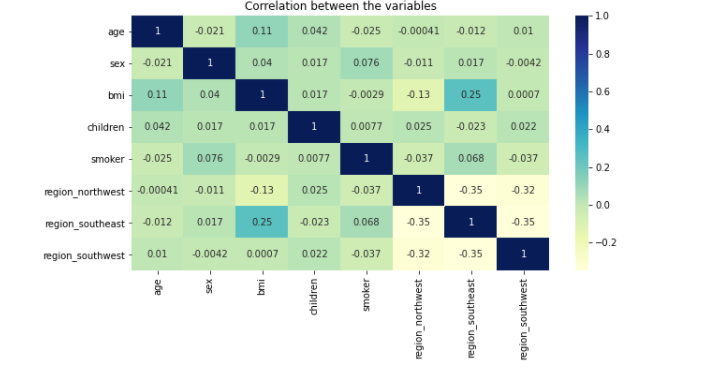 Correlation between the variables
age 1 -0.021 0.11 0.042 -0.025 -0.00041 -0.012 0.01
sex -0.021 1 0.04 0.017 0.076 -0.011 0.017 -0.0042
bmi 0.11 0.04 1 0.017 -0.0029 -0.13 0.25 0.0007
children 0.042 0.017 0.017 1 0.0077 0.025 -0.023 0.022
smoker -0.025 0.076 -0.0029 0.0077 1 -0.037 0.068 -0.037
region_northwest -0.00041 -0.011 -0.13 0.025 -0.037 1 -0.35 -0.32
region_southeast -0.012 0.017 0.25 -0.023 0.068 -0.35 1 -0.35
region_southwest 0.01 -0.0042 0.0007 0.022 -0.037 -0.32 -0.35 1
age sex bmi children smoker region_northwest region_southeast region_southwest
1.0
0.8
0.6
0.4
0.2
0.0
−0.2